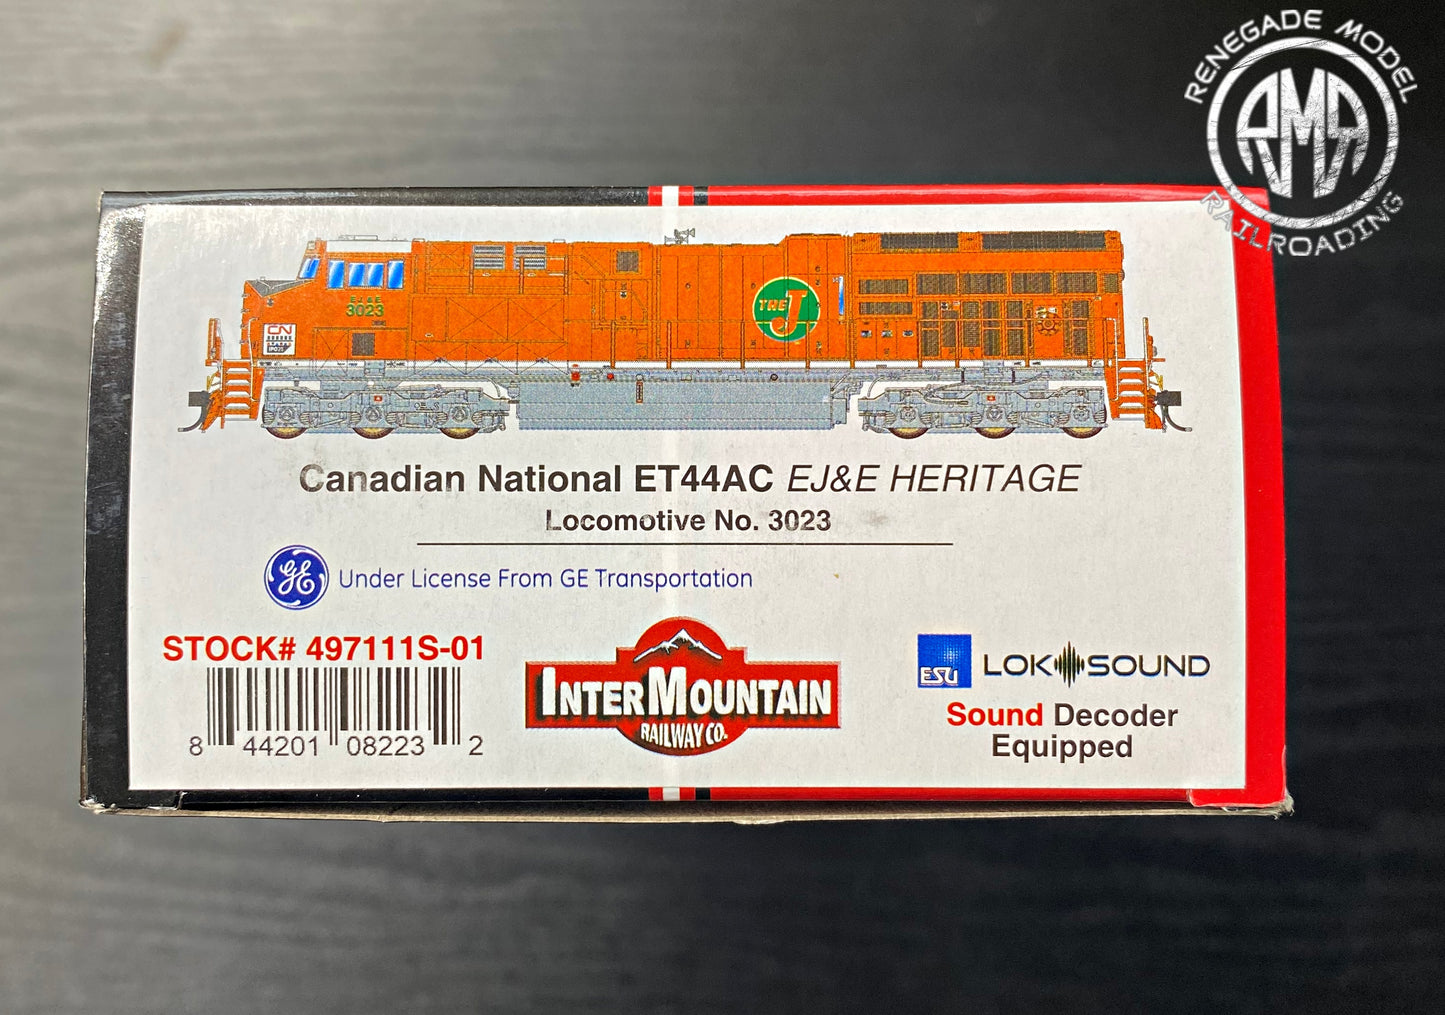 RENEGADE MODEL
RMR
RAILROADING
EJ&E
3023
CN
THE J
Canadian National ET44AC EJ&E HERITAGE
Locomotive No. 3023
GE
Under License From GE Transportation
STOCK# 497111S-01
8 44201 08223 2
INTERMOUNTAIN
RAILWAY CO.
ESU
LOKSOUND
Sound Decoder
Equipped